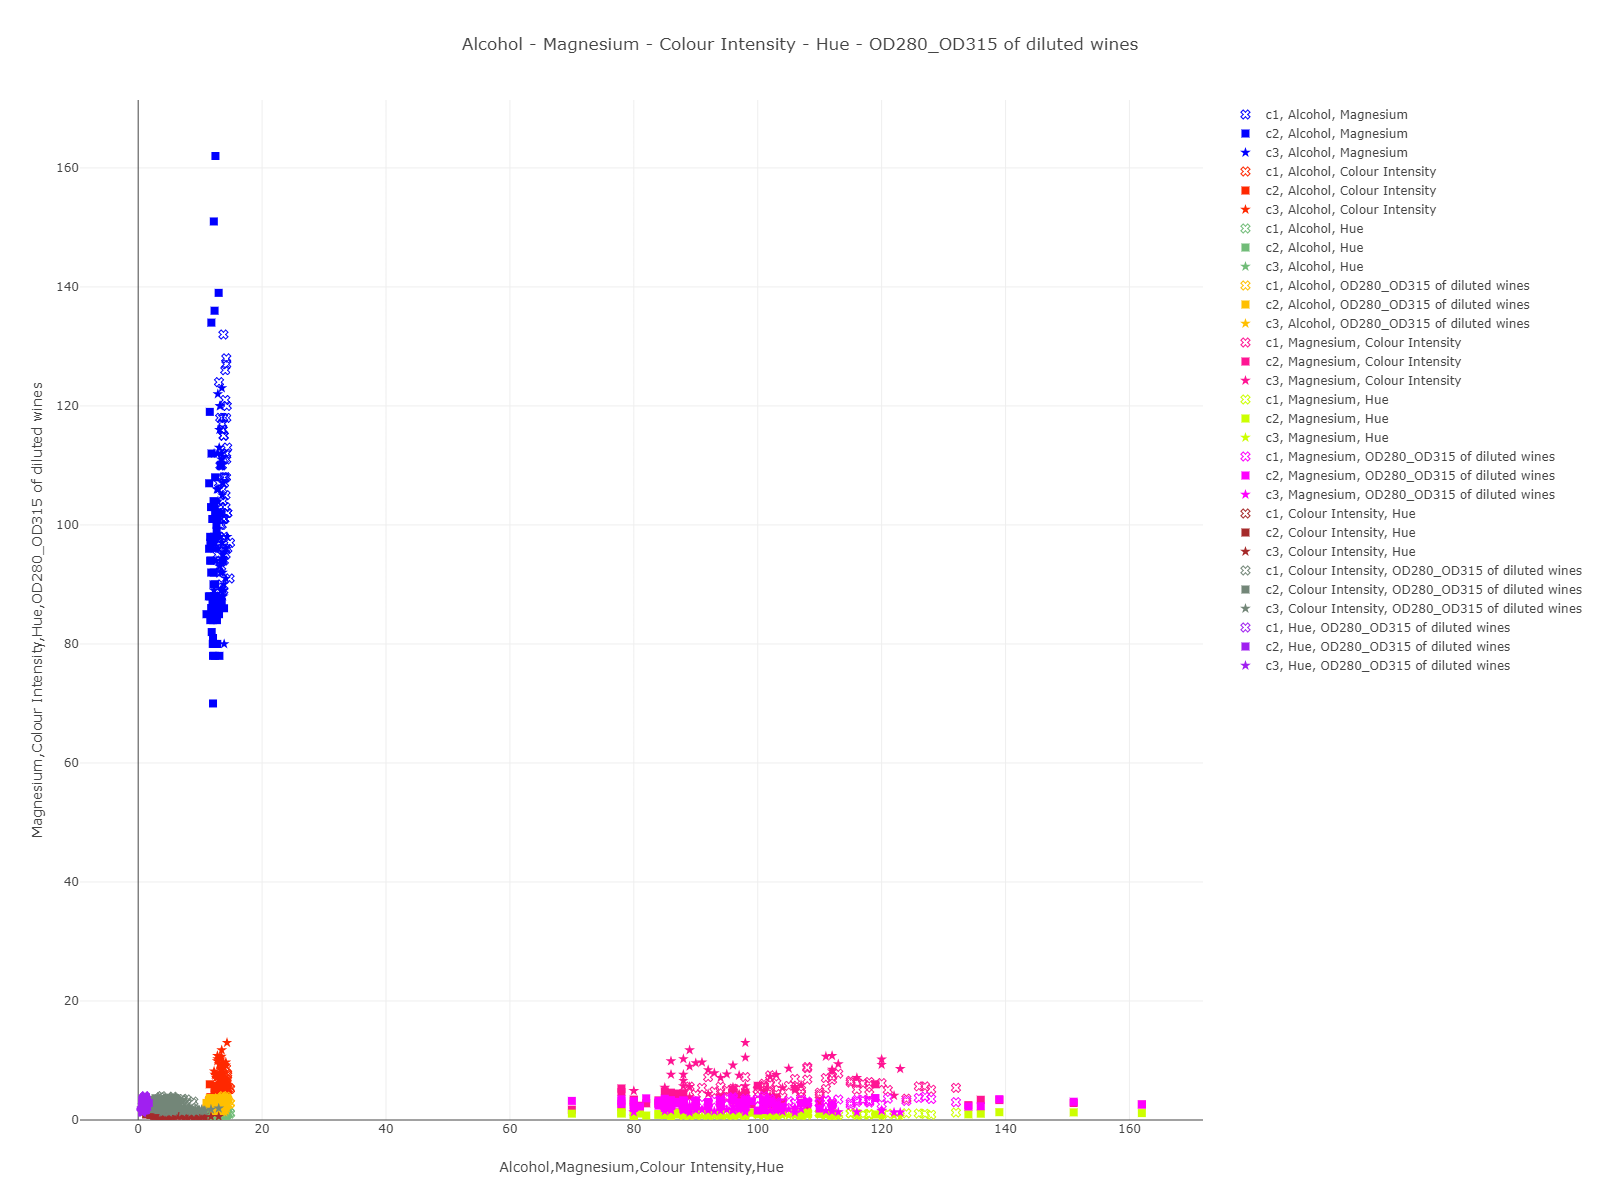 Alcohol - Magnesium - Colour Intensity - Hue - OD280_OD315 of diluted wines
Magnesium,Colour Intensity,Hue,OD280_OD315 of diluted wines
160
140
120
100
80
60
40
20
0
0 20 40 60 80 100 120 140 160
Alcohol,Magnesium,Colour Intensity,Hue
c1, Alcohol, Magnesium
c2, Alcohol, Magnesium
c3, Alcohol, Magnesium
c1, Alcohol, Colour Intensity
c2, Alcohol, Colour Intensity
c3, Alcohol, Colour Intensity
c1, Alcohol, Hue
c2, Alcohol, Hue
c3, Alcohol, Hue
c1, Alcohol, OD280_OD315 of diluted wines
c2, Alcohol, OD280_OD315 of diluted wines
c3, Alcohol, OD280_OD315 of diluted wines
c1, Magnesium, Colour Intensity
c2, Magnesium, Colour Intensity
c3, Magnesium, Colour Intensity
c1, Magnesium, Hue
c2, Magnesium, Hue
c3, Magnesium, Hue
c1, Magnesium, OD280_OD315 of diluted wines
c2, Magnesium, OD280_OD315 of diluted wines
c3, Magnesium, OD280_OD315 of diluted wines
c1, Colour Intensity, Hue
c2, Colour Intensity, Hue
c3, Colour Intensity, Hue
c1, Colour Intensity, OD280_OD315 of diluted wines
c2, Colour Intensity, OD280_OD315 of diluted wines
c3, Colour Intensity, OD280_OD315 of diluted wines
c1, Hue, OD280_OD315 of diluted wines
c2, Hue, OD280_OD315 of diluted wines
c3, Hue, OD280_OD315 of diluted wines